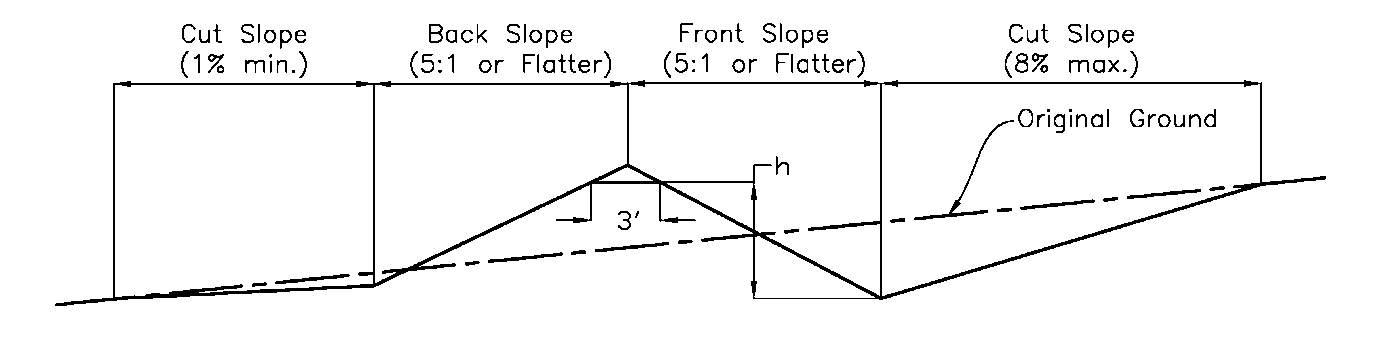 Cut Slope
(1% min.)
Back Slope
(5:1 or Flatter)
Front Slope
(5:1 or Flatter)
Cut Slope
(8% max.)
Original Ground
h
3'